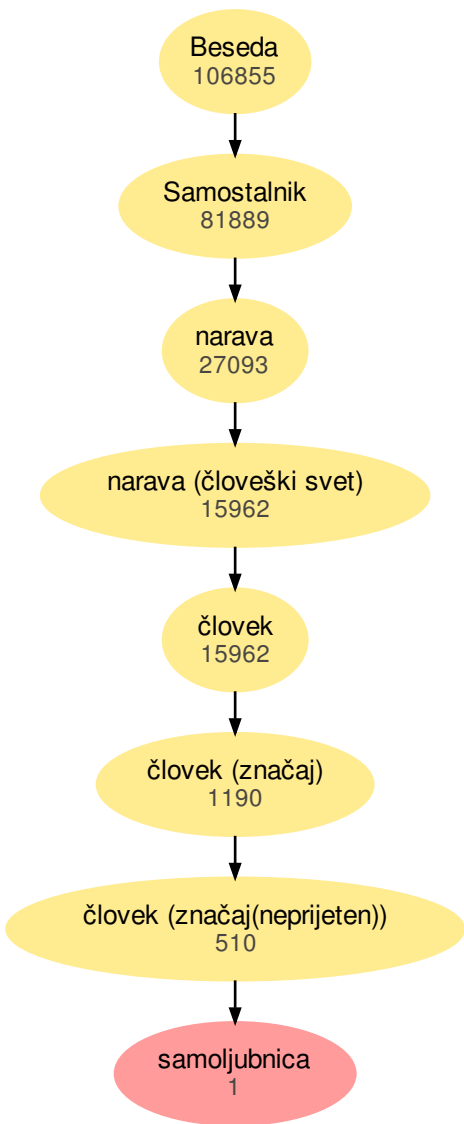 Beseda
106855
Samostalnik
81889
narava
27093
narava (človeški svet)
15962
človek
15962
človek (značaj)
1190
človek (značaj(neprijeten))
510
samoljubnica
1